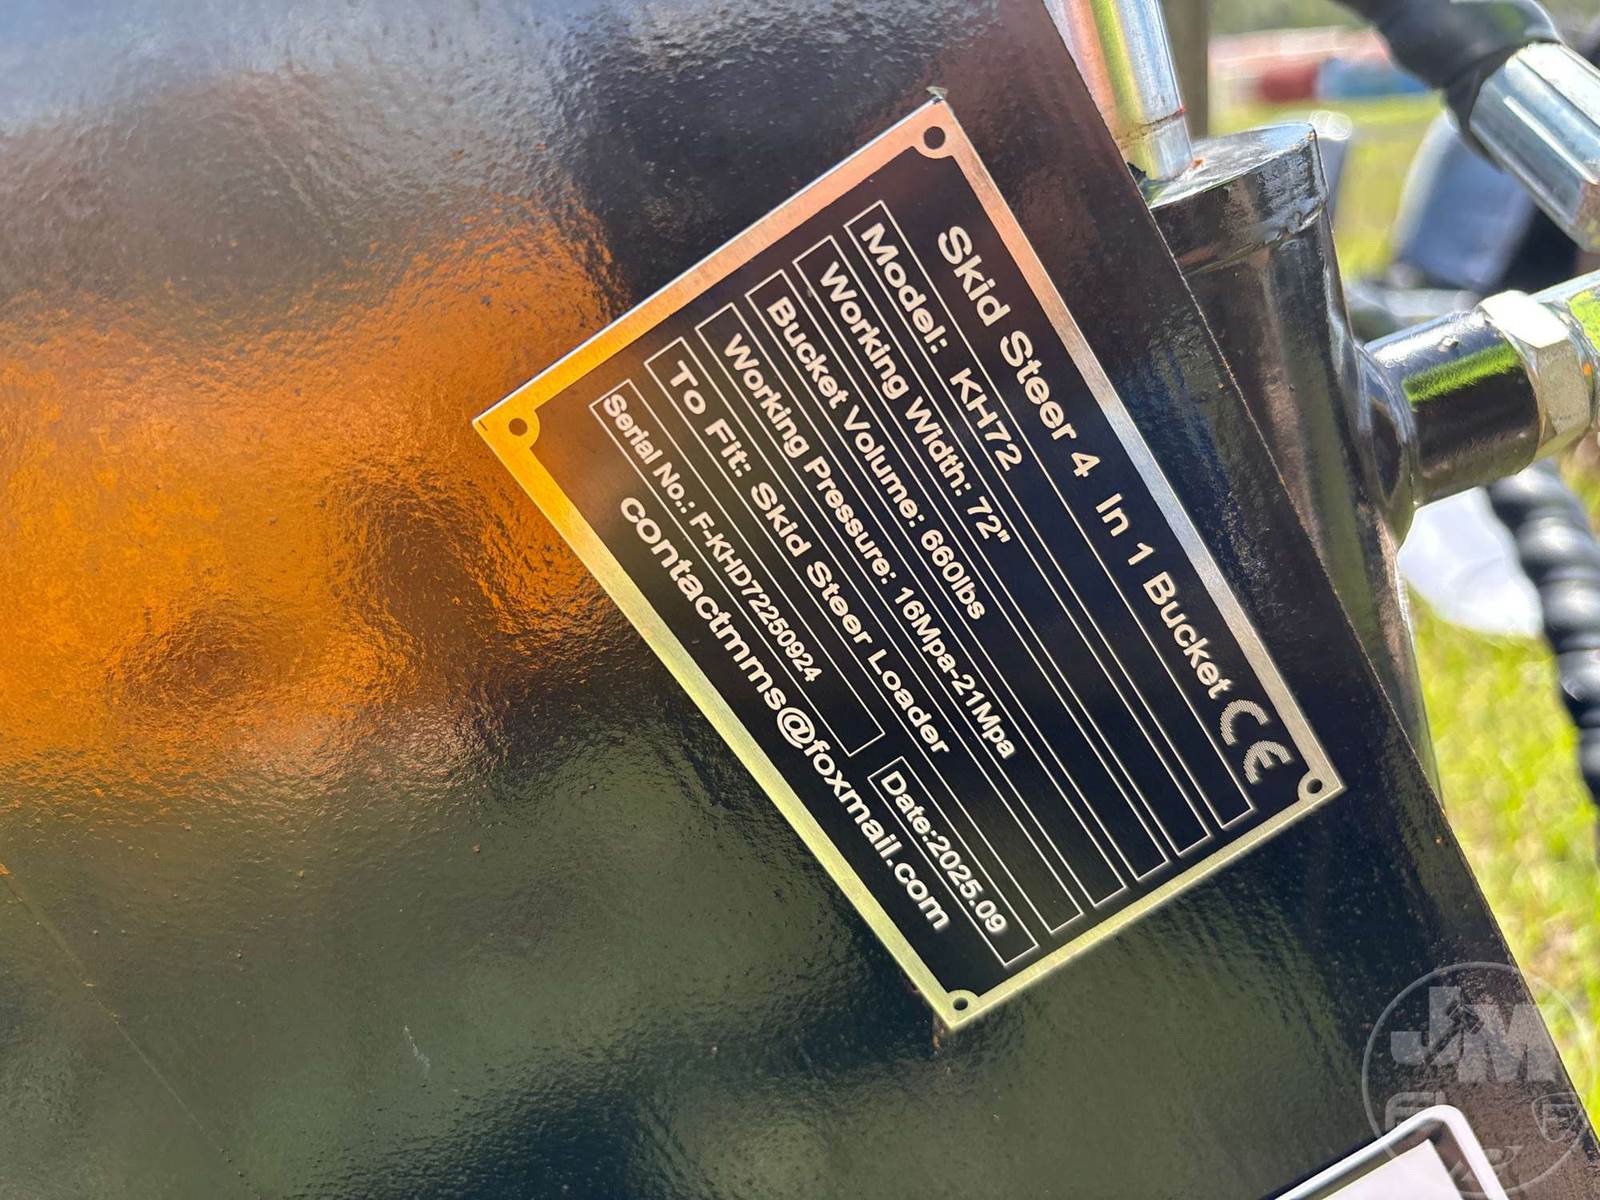 Skid Steer 4 In 1 Bucket CE
Model: KH72
Working Width: 72"
Bucket Volume: 660lbs
Working Pressure: 16Mpa-21Mpa
To Fit: Skid Steer Loader
Serial No.: F-KHD72250924 Date:2025.09
contactmms@foxmail.com
J M